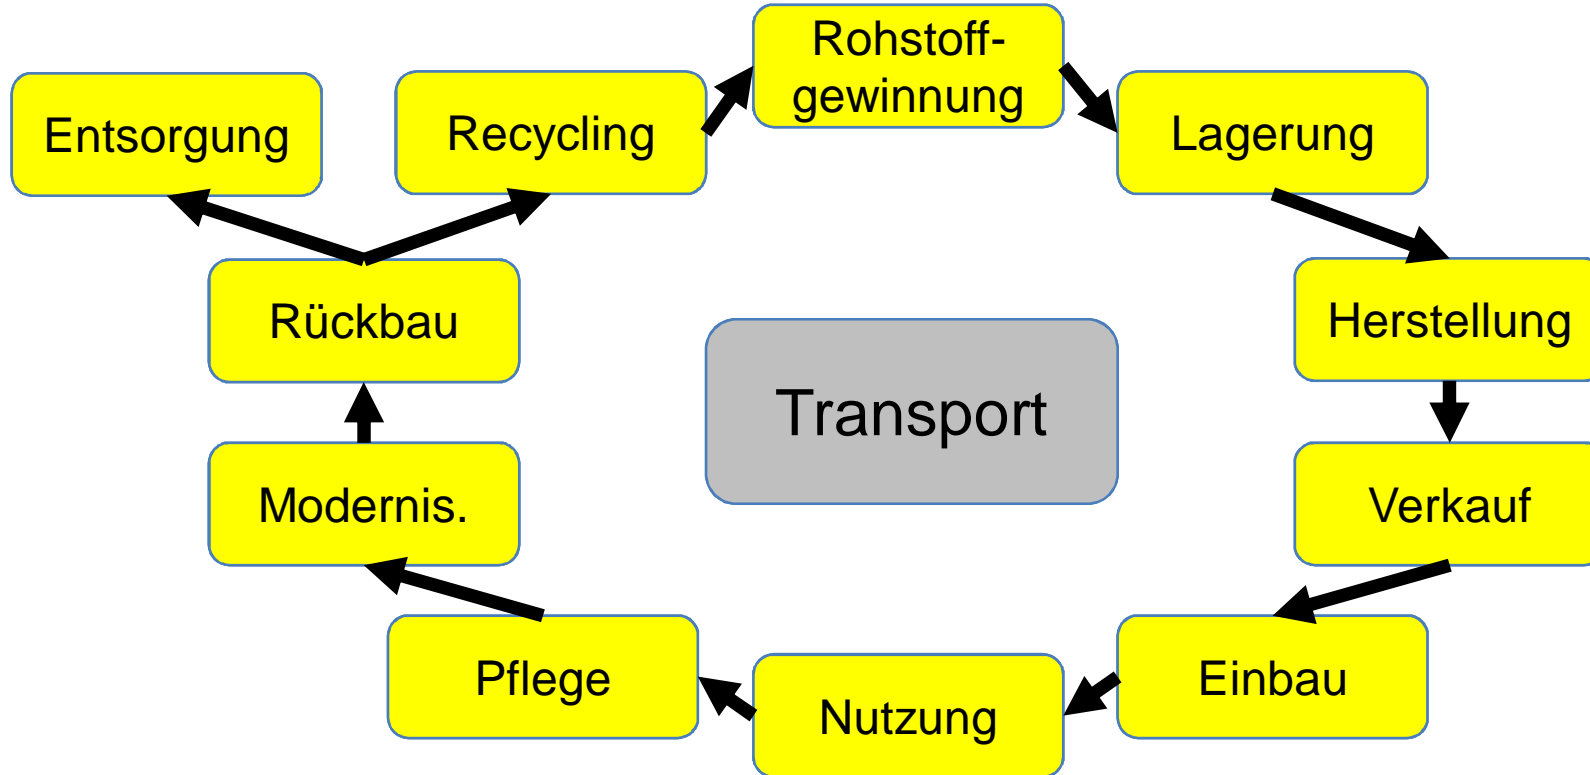 Rohstoff-
gewinnung
Lagerung
Herstellung
Verkauf
Einbau
Nutzung
Pflege
Modernis.
Rückbau
Entsorgung
Recycling
Transport